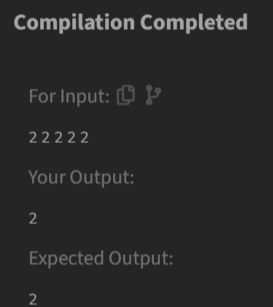 Compilation Completed
For Input:
2 2 2 2 2
Your Output:
2
Expected Output:
2